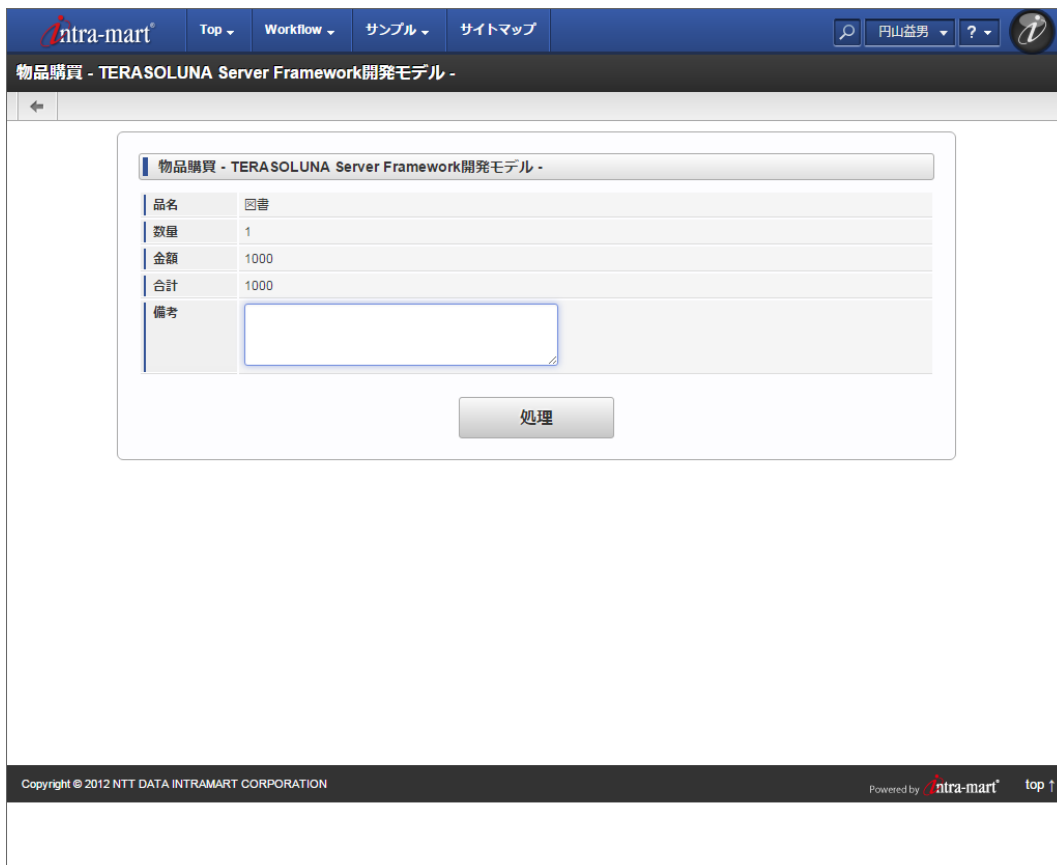 intra-mart® Top Workflow サンプル サイトマップ 円山益男 ?
物品購買 - TERASOLUNA Server Framework開発モデル -
物品購買 - TERASOLUNA Server Framework開発モデル -
品名 図書
数量 1
金額 1000
合計 1000
備考
処理
Copyright © 2012 NTT DATA INTRAMART CORPORATION Powered by intra-mart® top ↑